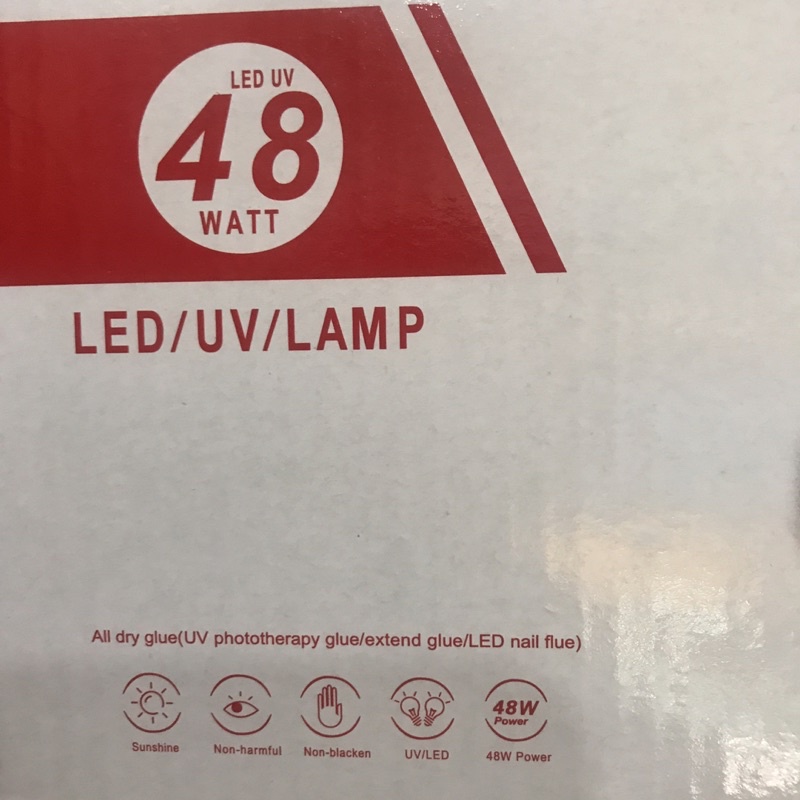 LED UV
48
WATT
LED/UV/LAMP
All dry glue(UV phototherapy glue/extend glue/LED nail flue)
48W
Power
Sunshine Non-harmful Non-blacken UV/LED 48W Power